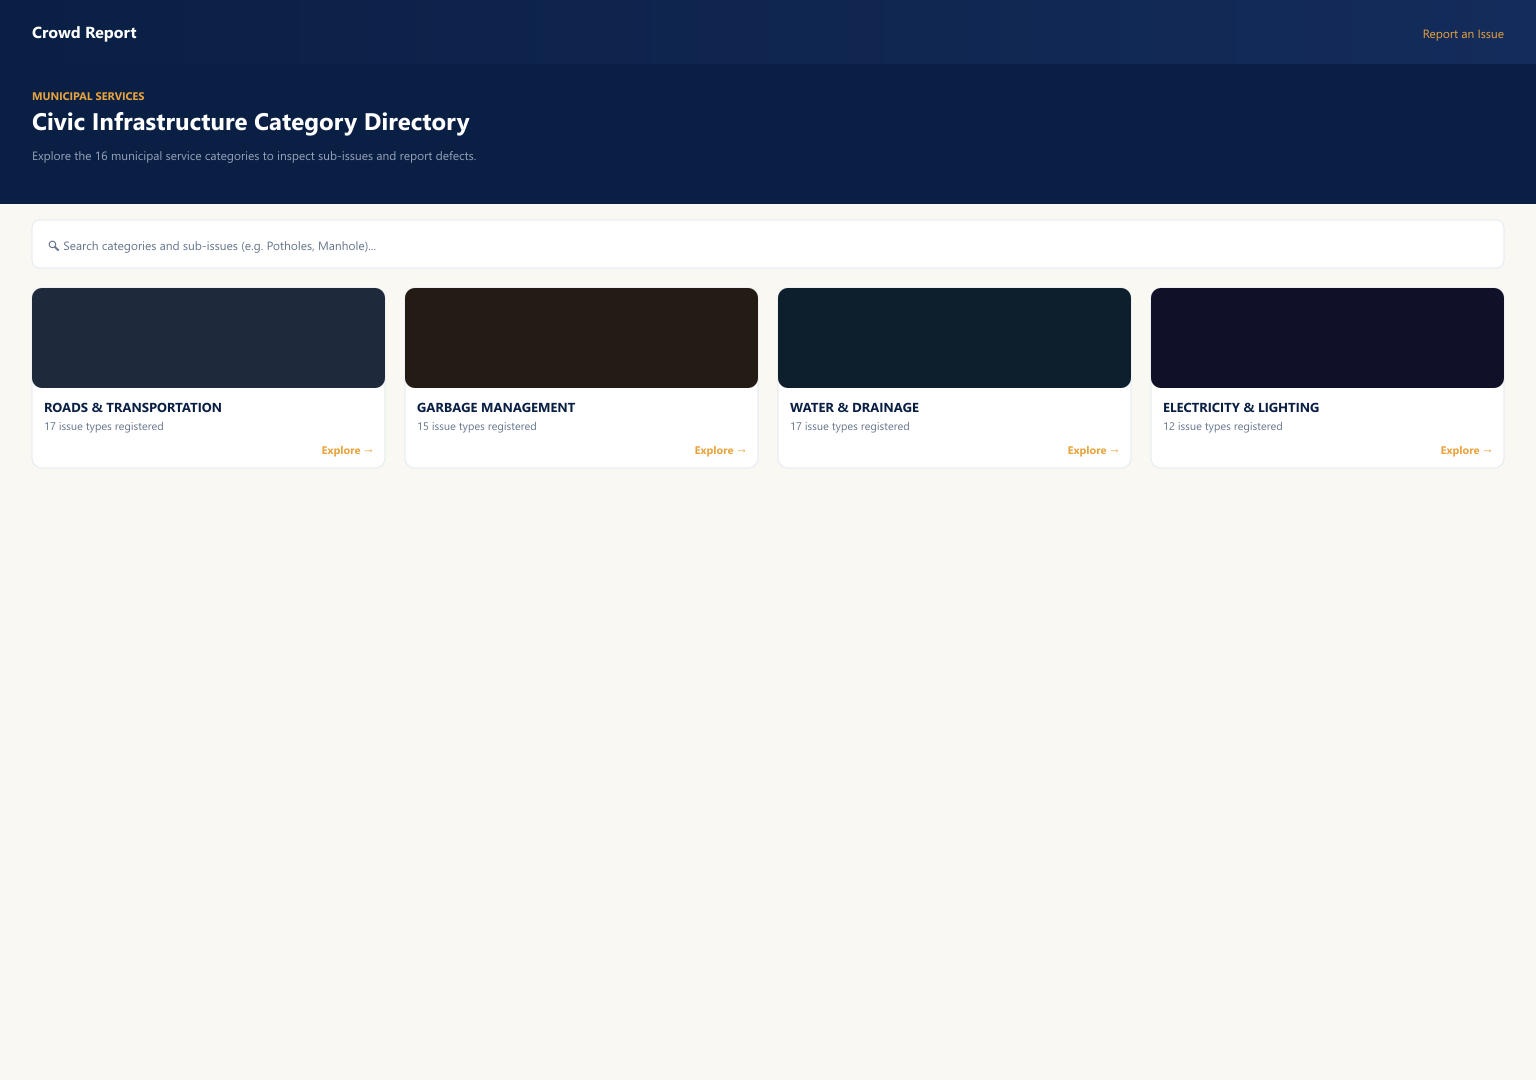 Crowd Report
Report an Issue
MUNICIPAL SERVICES
Civic Infrastructure Category Directory
Explore the 16 municipal service categories to inspect sub-issues and report defects.
🔍 Search categories and sub-issues (e.g. Potholes, Manhole)...
ROADS & TRANSPORTATION
17 issue types registered
Explore →
GARBAGE MANAGEMENT
15 issue types registered
Explore →
WATER & DRAINAGE
17 issue types registered
Explore →
ELECTRICITY & LIGHTING
12 issue types registered
Explore →